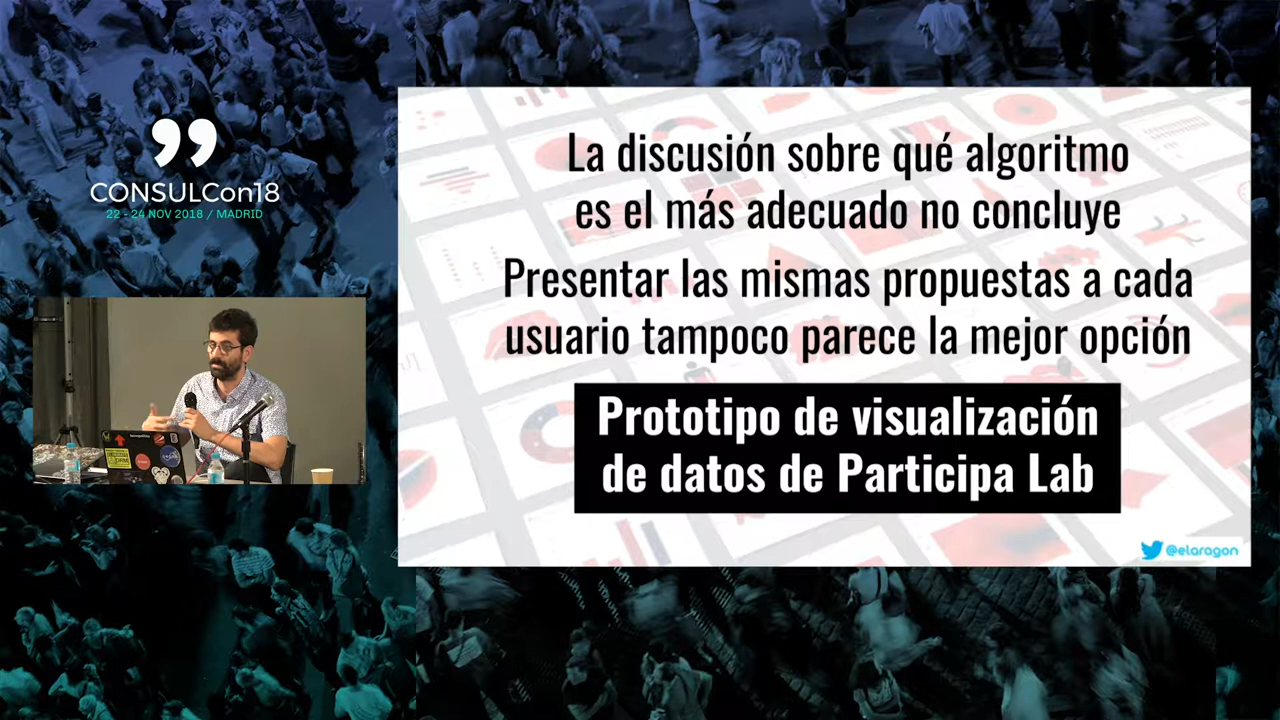 CONSULCon18
22 - 24 NOV 2018 / MADRID
La discusión sobre qué algoritmo
es el más adecuado no concluye
Presentar las mismas propuestas a cada
usuario tampoco parece la mejor opción
Prototipo de visualización
de datos de Participa Lab
@elaragon